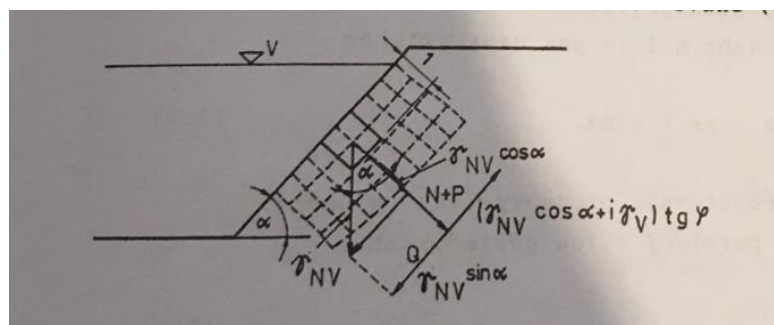 V
1
α
γNV cosα
N+P
(γNV cosα+iγV) tg φ
α
γNV
Q
γNV sinα